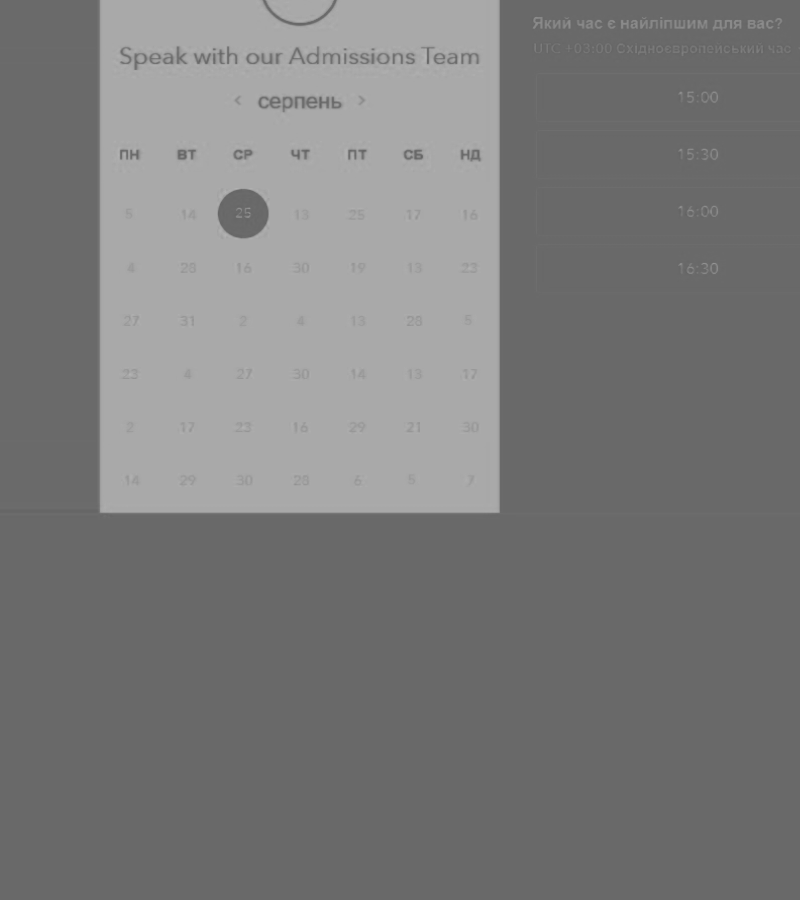 Speak with our Admissions Team
< серпень >
ПН ВТ СР ЧТ ПТ СБ НД
5 14 25 13 25 17 16
4 28 16 30 19 13 23
27 31 2 4 13 28 5
23 4 27 30 14 13 17
2 17 23 16 29 21 30
14 29 30 28 6 5 7
Який час є найліпшим для вас?
UTC +03:00 Східноєвропейський час
15:00
15:30
16:00
16:30